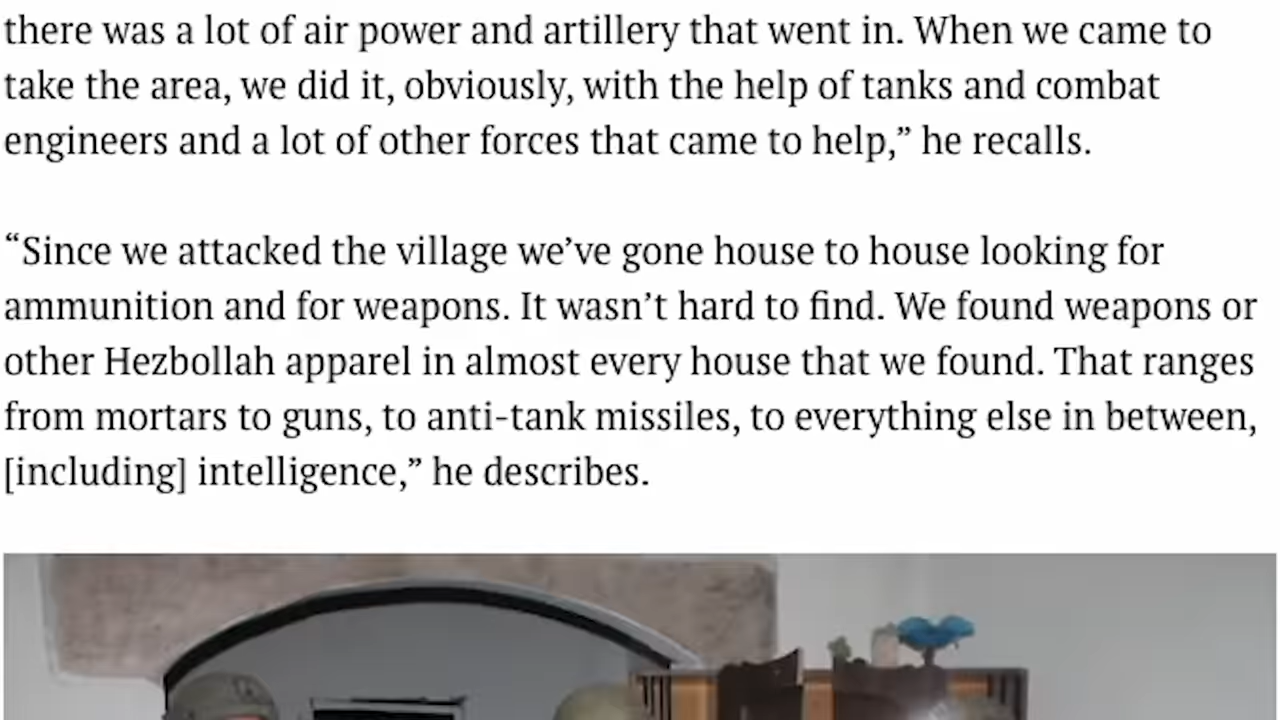 there was a lot of air power and artillery that went in. When we came to
take the area, we did it, obviously, with the help of tanks and combat
engineers and a lot of other forces that came to help,” he recalls.
“Since we attacked the village we’ve gone house to house looking for
ammunition and for weapons. It wasn’t hard to find. We found weapons or
other Hezbollah apparel in almost every house that we found. That ranges
from mortars to guns, to anti-tank missiles, to everything else in between,
[including] intelligence,” he describes.